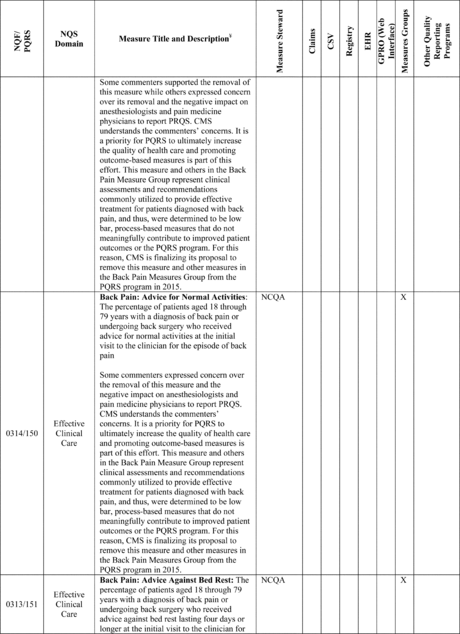 NQF/
PQRS
NQS
Domain
Measure Title and Description¥
Measure Steward
Claims
CSV
Registry
EHR
GPRO (Web
Interface)
Measures Groups
Other Quality
Reporting
Programs
Some commenters supported the removal of
this measure while others expressed concern
over its removal and the negative impact on
anesthesiologists and pain medicine
physicians to report PRQS. CMS
understands the commenters' concerns. It is
a priority for PQRS to ultimately increase
the quality of health care and promoting
outcome-based measures is part of this
effort. This measure and others in the Back
Pain Measure Group represent clinical
assessments and recommendations
commonly utilized to provide effective
treatment for patients diagnosed with back
pain, and thus, were determined to be low
bar, process-based measures that do not
meaningfully contribute to improved patient
outcomes or the PQRS program. For this
reason, CMS is finalizing its proposal to
remove this measure and other measures in
the Back Pain Measures Group from the
PQRS program in 2015.
0314/150
Effective
Clinical
Care
Back Pain: Advice for Normal Activities:
The percentage of patients aged 18 through
79 years with a diagnosis of back pain or
undergoing back surgery who received
advice for normal activities at the initial
visit to the clinician for the episode of back
pain
Some commenters expressed concern over
the removal of this measure and the
negative impact on anesthesiologists and
pain medicine physicians to report PRQS.
CMS understands the commenters'
concerns. It is a priority for PQRS to
ultimately increase the quality of health care
and promoting outcome-based measures is
part of this effort. This measure and others
in the Back Pain Measure Group represent
clinical assessments and recommendations
commonly utilized to provide effective
treatment for patients diagnosed with back
pain, and thus, were determined to be low
bar, process-based measures that do not
meaningfully contribute to improved patient
outcomes or the PQRS program. For this
reason, CMS is finalizing its proposal to
remove this measure and other measures in
the Back Pain Measures Group from the
PQRS program in 2015.
NCQA
X
0313/151
Effective
Clinical
Care
Back Pain: Advice Against Bed Rest: The
percentage of patients aged 18 through 79
years with a diagnosis of back pain or
undergoing back surgery who received
advice against bed rest lasting four days or
longer at the initial visit to the clinician for
NCQA
X